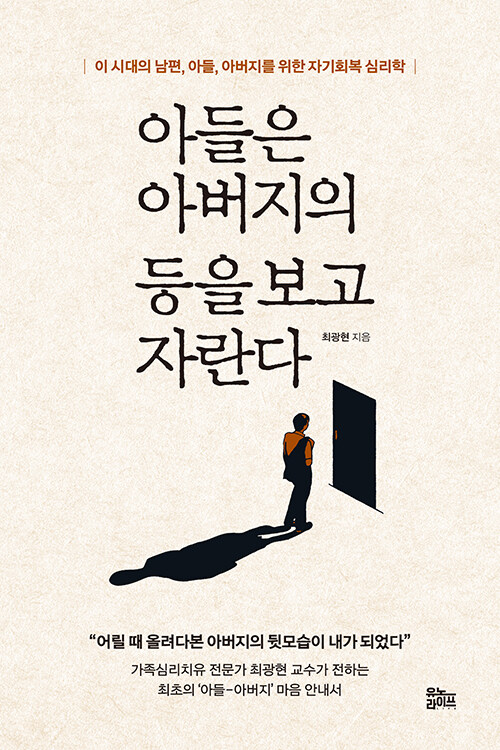 이 시대의 남편, 아들, 아버지를 위한 자기회복 심리학
아들은
아버지의
등을 보고
자란다
최광현 지음
“어릴 때 올려다본 아버지의 뒷모습이 내가 되었다”
가족심리치유 전문가 최광현 교수가 전하는
최초의 ‘아들-아버지’ 마음 안내서
유노
라이프
LIFE